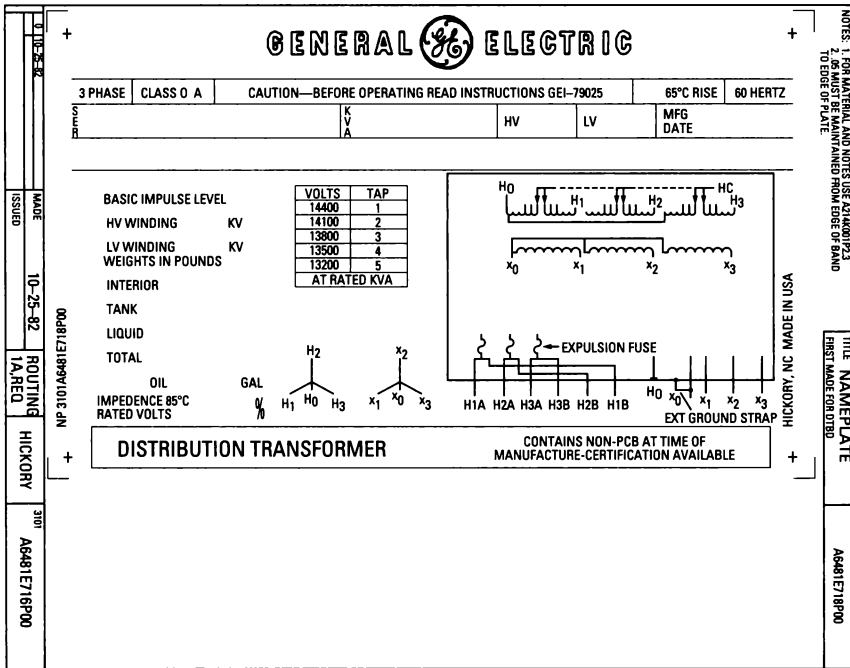 GENERAL GE ELECTRIC
3 PHASE CLASS O A CAUTION—BEFORE OPERATING READ INSTRUCTIONS GEI–79025 65°C RISE 60 HERTZ
SER KVA HV LV MFG DATE
BASIC IMPULSE LEVEL
HV WINDING KV
LV WINDING KV
WEIGHTS IN POUNDS
INTERIOR
TANK
LIQUID
TOTAL
OIL GAL
IMPEDENCE 85°C %
RATED VOLTS
VOLTS TAP
14400 1
14100 2
13800 3
13500 4
13200 5
AT RATED KVA
H2
H1 H0 H3
x2
x1 x0 x3
H0 H1 H2 HC H3
x0 x1 x2 x3
EXPULSION FUSE
H1A H2A H3A H3B H2B H1B H0 x0 x1 x2 x3
EXT GROUND STRAP
DISTRIBUTION TRANSFORMER
CONTAINS NON-PCB AT TIME OF
MANUFACTURE-CERTIFICATION AVAILABLE
NP 3101A6481E718P00
HICKORY, NC MADE IN USA
0 10–25–82
MADE 10–25–82
ISSUED
ROUTING
1A,REQ
HICKORY
3101
A6481E716P00
NOTES: 1. FOR MATERIAL AND NOTES USE A214K001P23
2. .05 MUST BE MAINTAINED FROM EDGE OF BAND
TO EDGE OF PLATE.
TITLE NAMEPLATE
FIRST MADE FOR DTBD
A6481E718P00